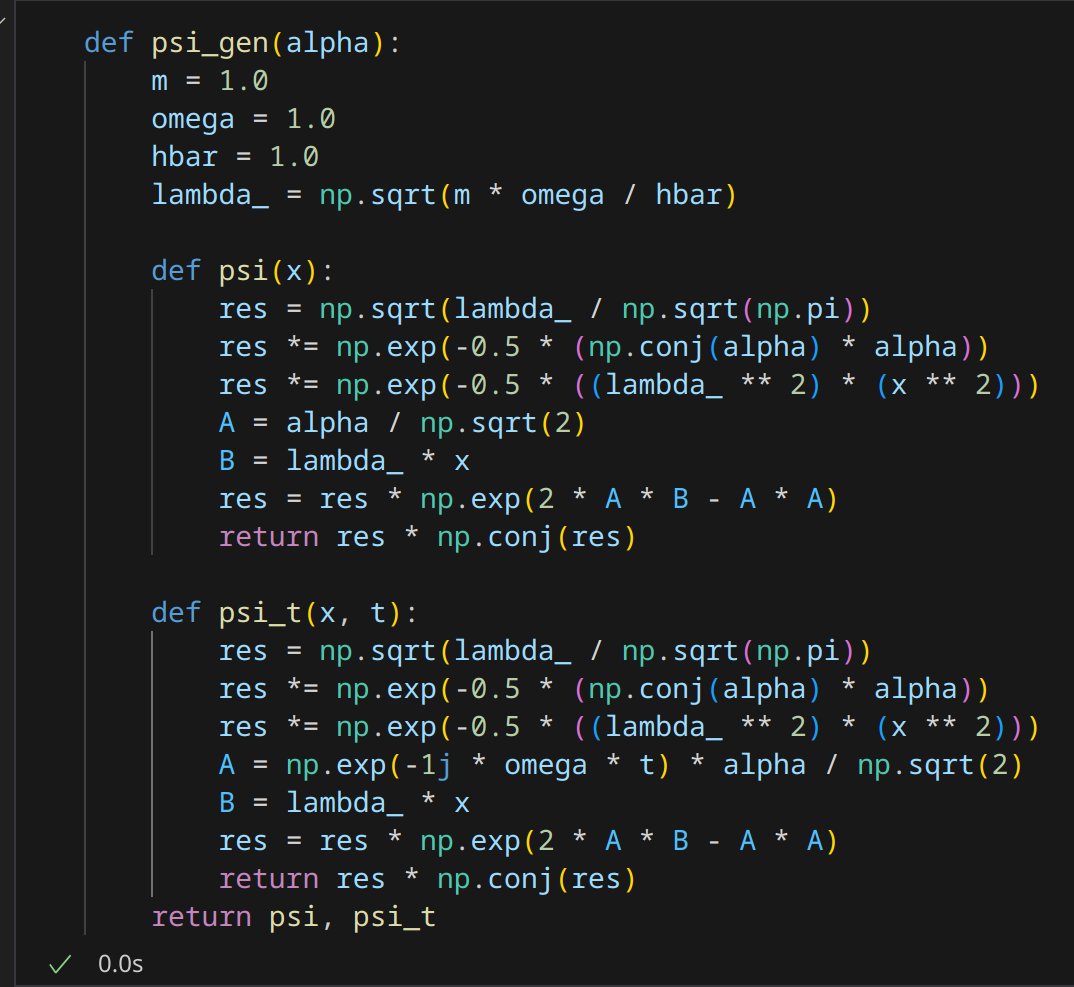 def psi_gen(alpha):
    m = 1.0
    omega = 1.0
    hbar = 1.0
    lambda_ = np.sqrt(m * omega / hbar)

    def psi(x):
        res = np.sqrt(lambda_ / np.sqrt(np.pi))
        res *= np.exp(-0.5 * (np.conj(alpha) * alpha))
        res *= np.exp(-0.5 * ((lambda_ ** 2) * (x ** 2)))
        A = alpha / np.sqrt(2)
        B = lambda_ * x
        res = res * np.exp(2 * A * B - A * A)
        return res * np.conj(res)

    def psi_t(x, t):
        res = np.sqrt(lambda_ / np.sqrt(np.pi))
        res *= np.exp(-0.5 * (np.conj(alpha) * alpha))
        res *= np.exp(-0.5 * ((lambda_ ** 2) * (x ** 2)))
        A = np.exp(-1j * omega * t) * alpha / np.sqrt(2)
        B = lambda_ * x
        res = res * np.exp(2 * A * B - A * A)
        return res * np.conj(res)
    return psi, psi_t
0.0s